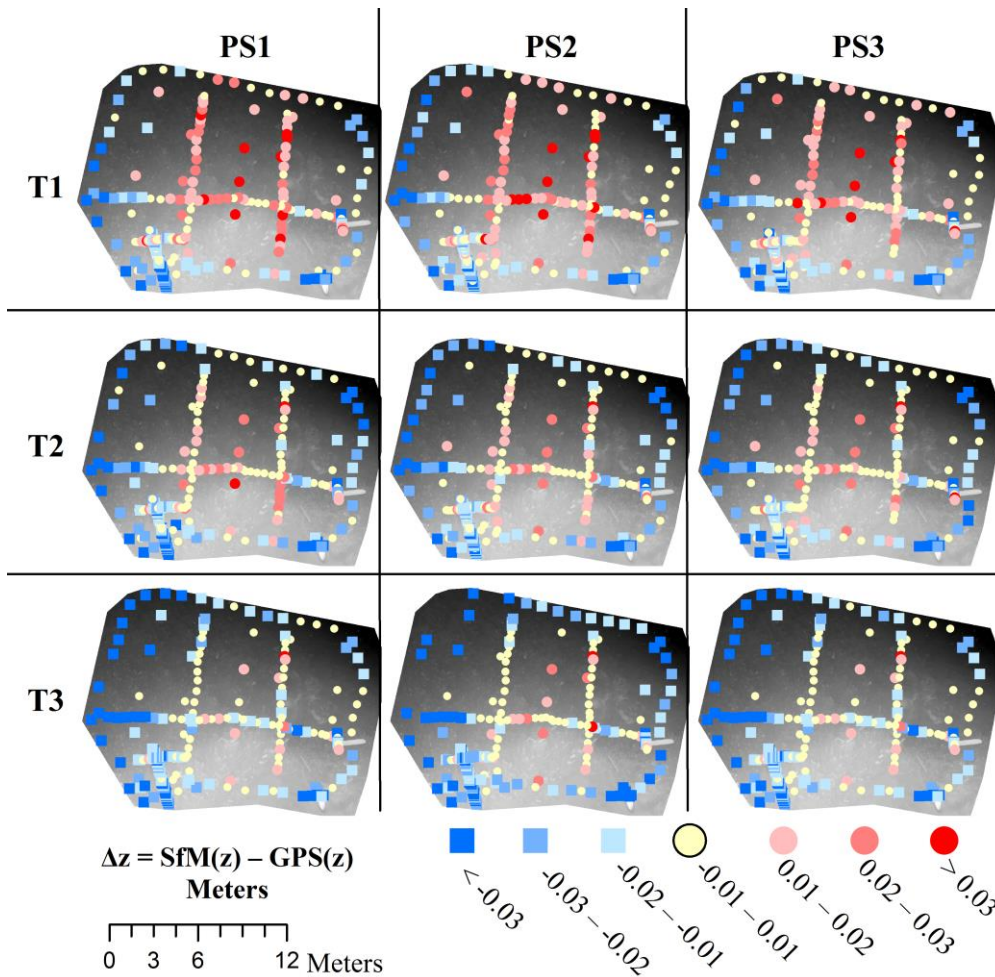 PS1 PS2 PS3
T1
T2
T3
Δz = SfM(z) – GPS(z)
Meters
0 3 6 12 Meters
< -0.03
-0.03 – -0.02
-0.02 – -0.01
-0.01 – 0.01
0.01 – 0.02
0.02 – 0.03
> 0.03